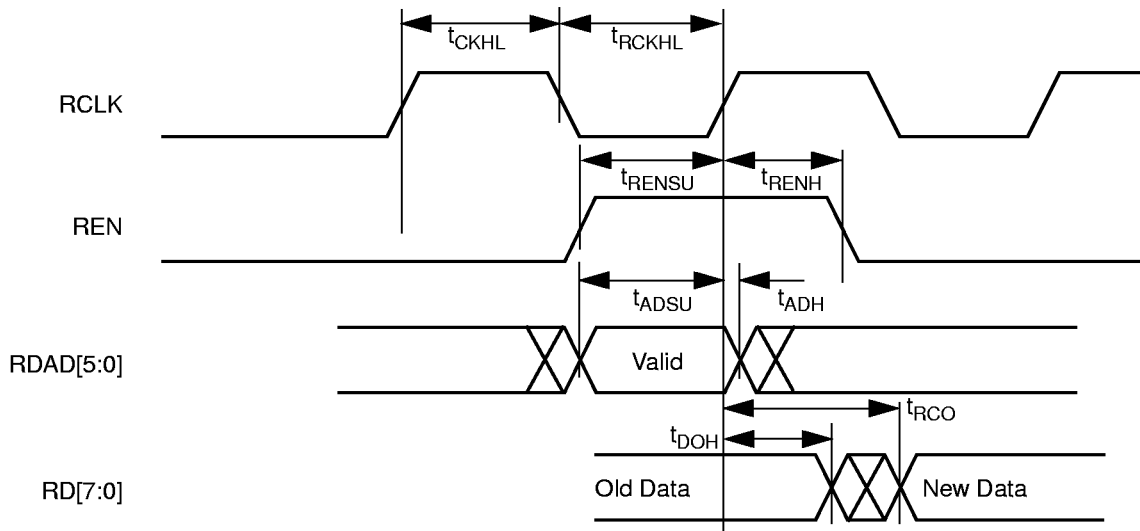 tCKHL tRCKHL
RCLK
tRENSU tRENH
REN
tADSU tADH
RDAD[5:0] Valid
tRCO
tDOH
RD[7:0] Old Data New Data